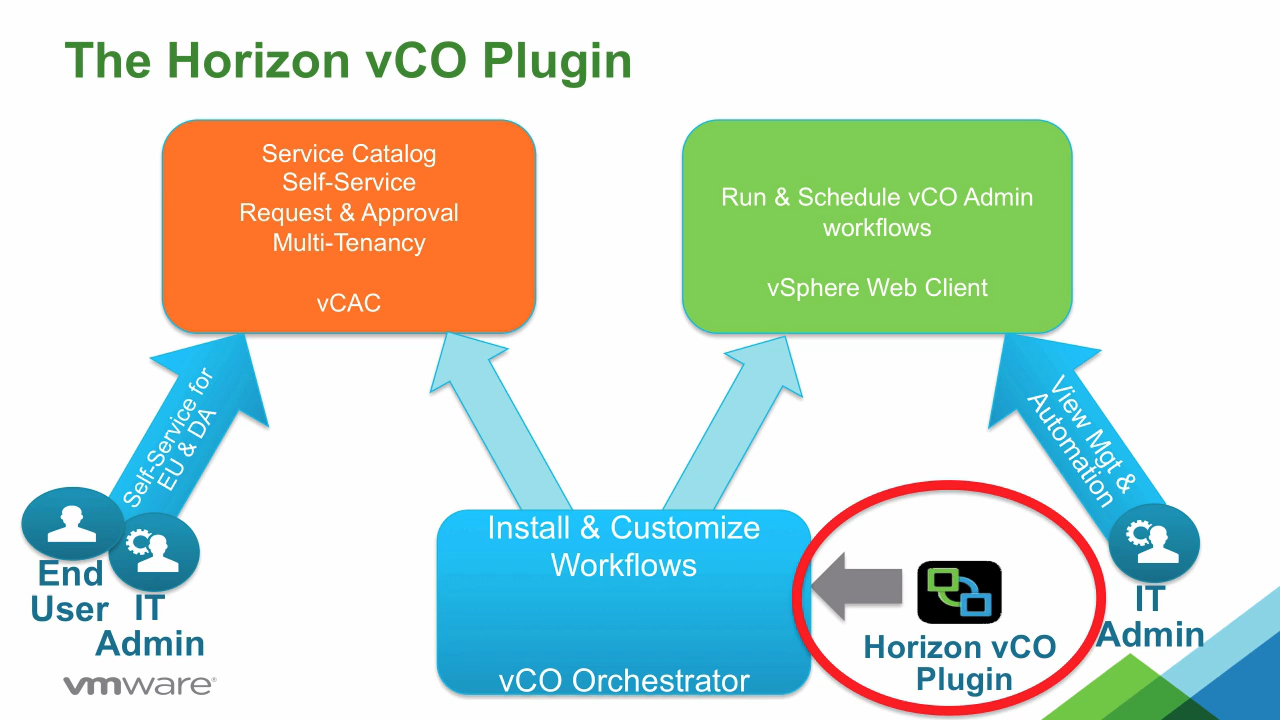 The Horizon vCO Plugin
Service Catalog
Self-Service
Request & Approval
Multi-Tenancy
vCAC
Run & Schedule vCO Admin
workflows
vSphere Web Client
Self-Service for
EU & DA
View Mgt &
Automation
End
User
IT
Admin
Install & Customize
Workflows
vCO Orchestrator
Horizon vCO
Plugin
IT
Admin
vmware®